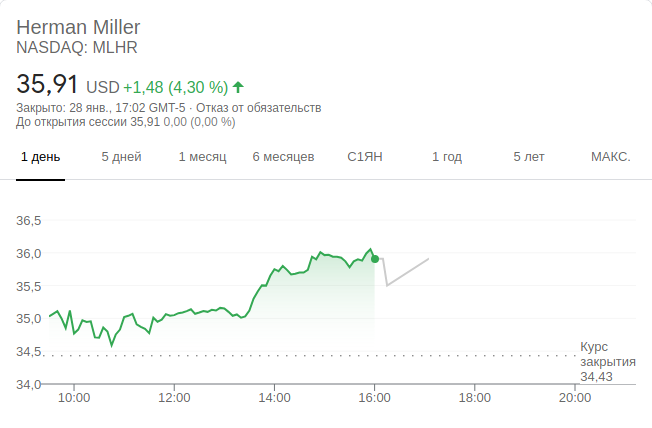 Herman Miller
NASDAQ: MLHR
35,91 USD +1,48 (4,30 %)
Закрыто: 28 янв., 17:02 GMT-5 · Отказ от обязательств
До открытия сессии 35,91 0,00 (0,00 %)
1 день 5 дней 1 месяц 6 месяцев С1ЯН 1 год 5 лет МАКС.
36,5
36,0
35,5
35,0
34,5
34,0
Курс
закрытия
34,43
10:00 12:00 14:00 16:00 18:00 20:00